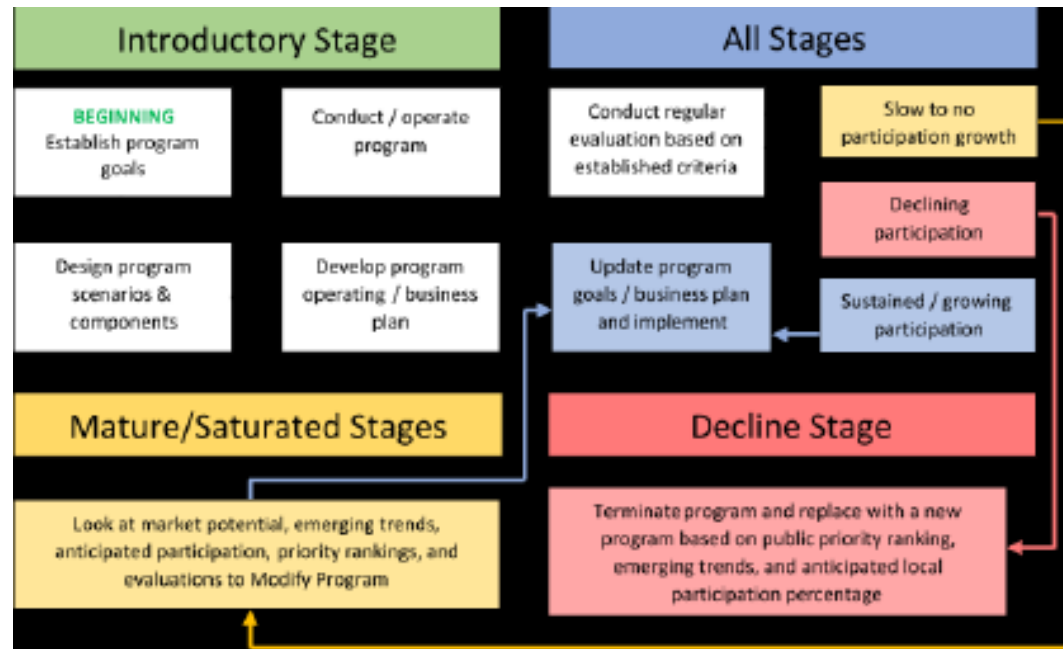 Introductory Stage
BEGINNING
Establish program
goals
Conduct / operate
program
Design program
scenarios &
components
Develop program
operating / business
plan
All Stages
Conduct regular
evaluation based on
established criteria
Slow to no
participation growth
Declining
participation
Update program
goals / business plan
and implement
Sustained / growing
participation
Mature/Saturated Stages
Look at market potential, emerging trends,
anticipated participation, priority rankings, and
evaluations to Modify Program
Decline Stage
Terminate program and replace with a new
program based on public priority ranking,
emerging trends, and anticipated local
participation percentage